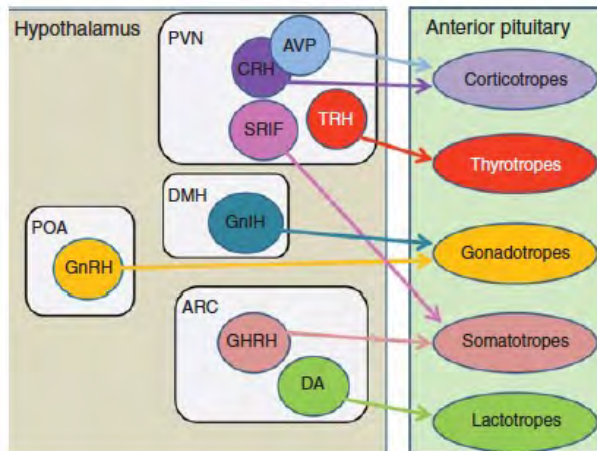 Hypothalamus
PVN
AVP
CRH
SRIF
TRH
DMH
GnIH
POA
GnRH
ARC
GHRH
DA
Anterior pituitary
Corticotropes
Thyrotropes
Gonadotropes
Somatotropes
Lactotropes